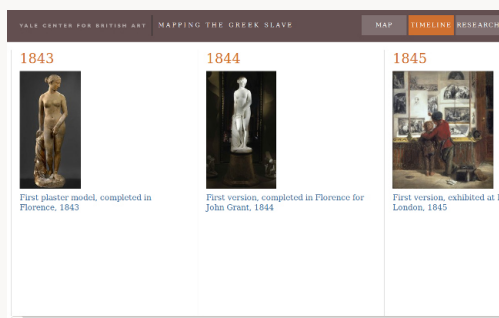 YALE CENTER FOR BRITISH ART
MAPPING THE GREEK SLAVE
MAP
TIMELINE
RESEARCH
1843
First plaster model, completed in
Florence, 1843
1844
First version, completed in Florence for
John Grant, 1844
1845
First version, exhibited at
London, 1845